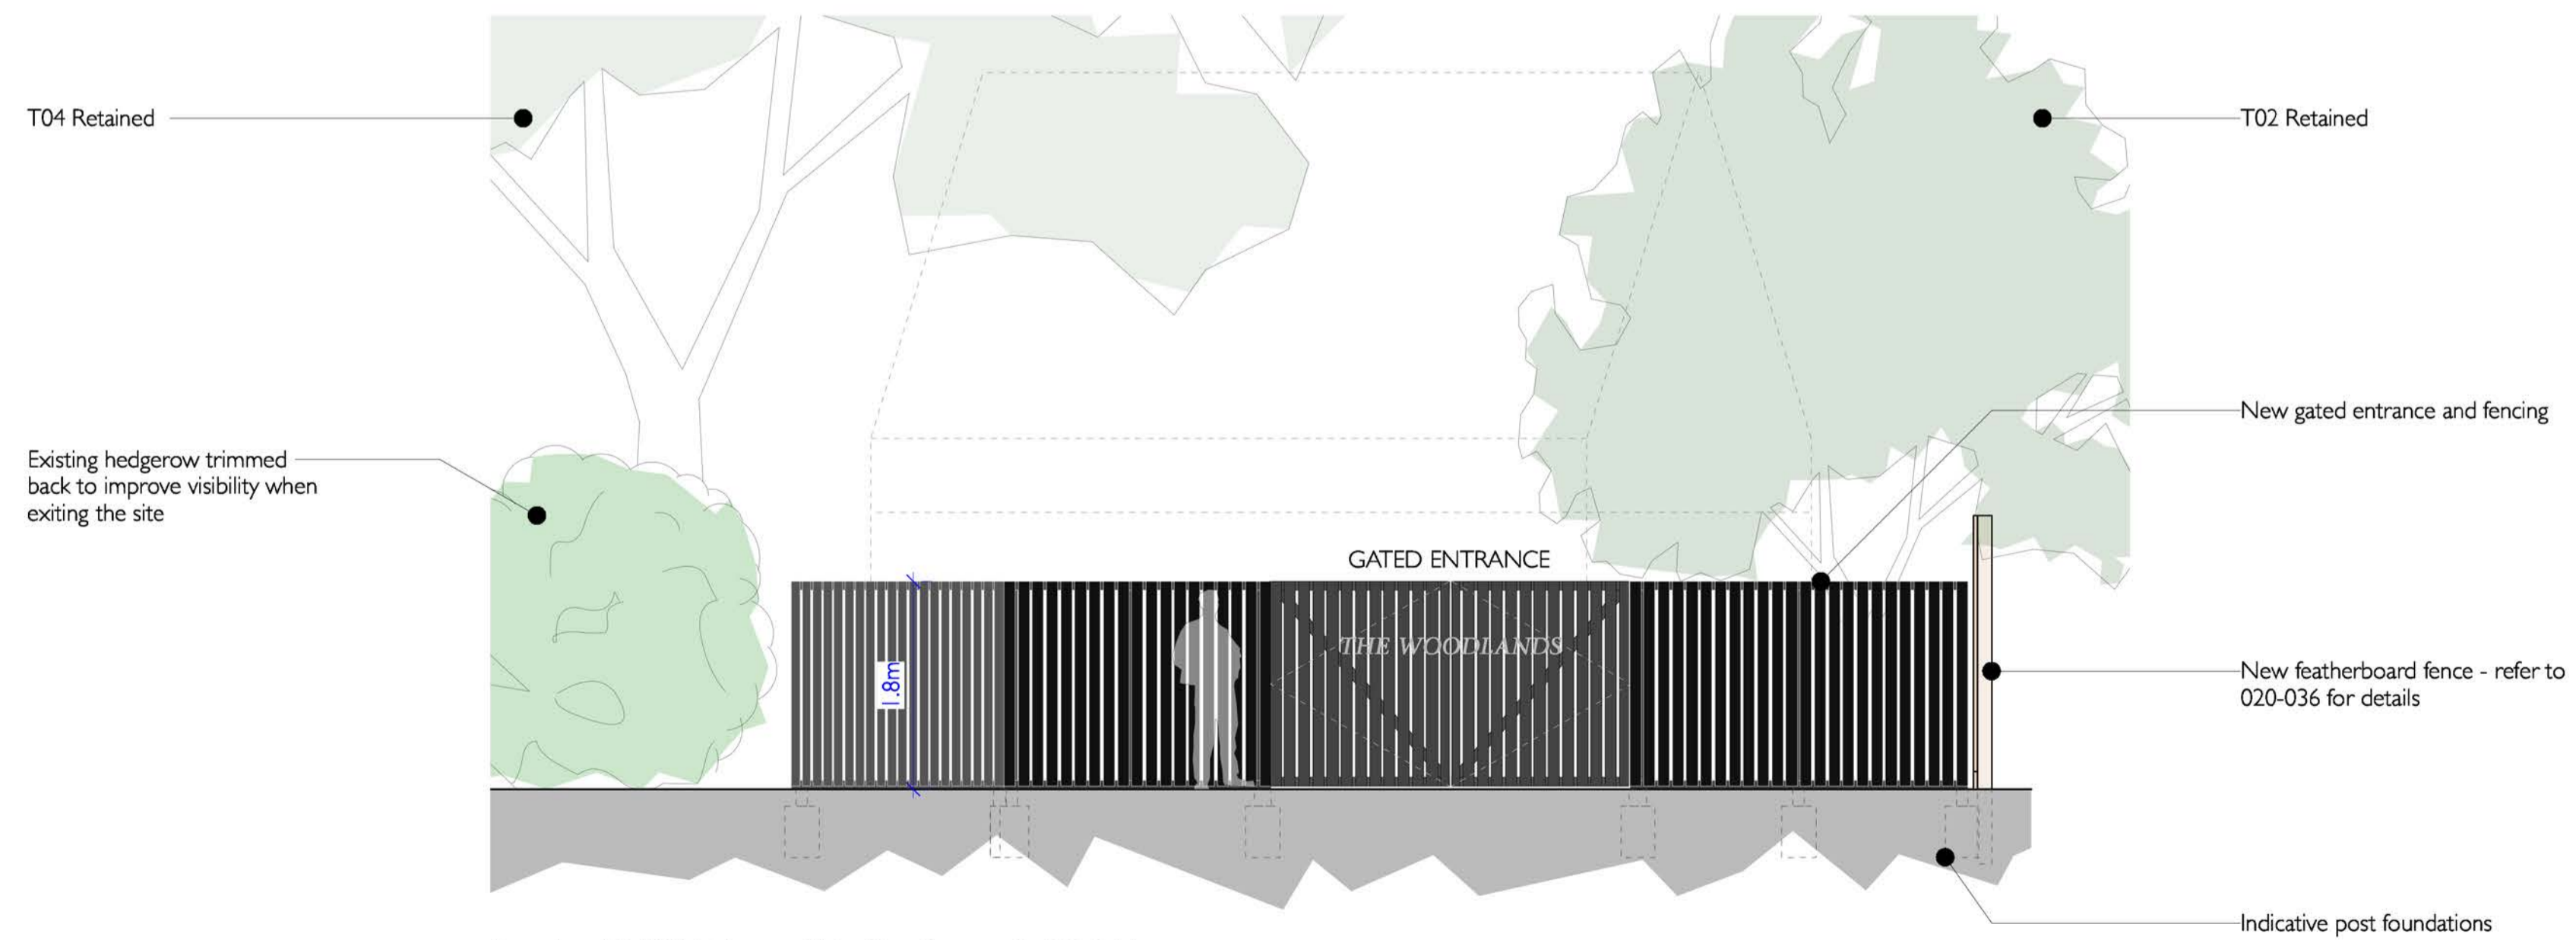 T04 Retained
T02 Retained
New gated entrance and fencing
Existing hedgerow trimmed
back to improve visibility when
exiting the site
GATED ENTRANCE
THE WOODLANDS
1.8m
New featherboard fence - refer to
020-036 for details
Indicative post foundations